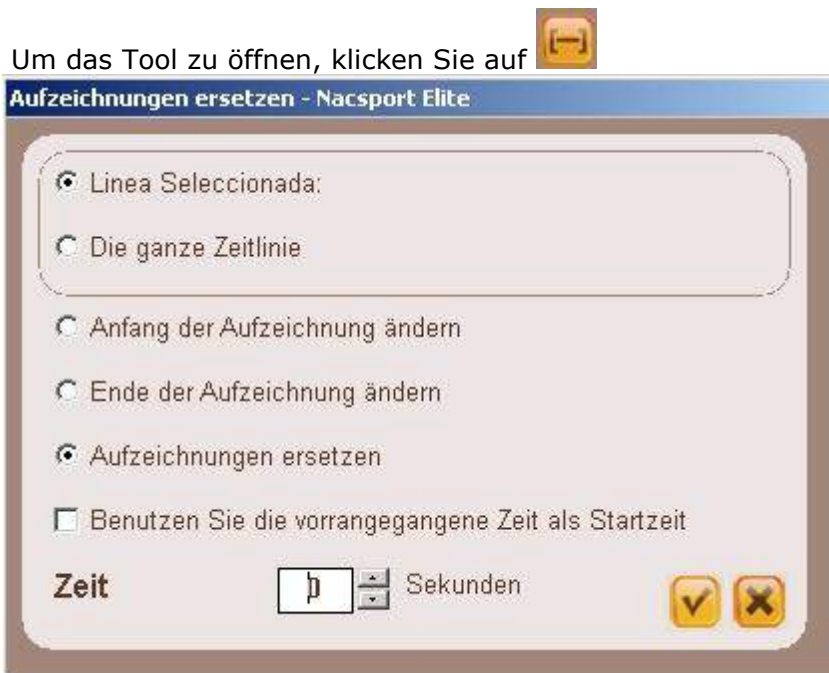 Um das Tool zu öffnen, klicken Sie auf
Aufzeichnungen ersetzen - Nacsport Elite
Linea Seleccionada:
Die ganze Zeitlinie
Anfang der Aufzeichnung ändern
Ende der Aufzeichnung ändern
Aufzeichnungen ersetzen
Benutzen Sie die vorrangegangene Zeit als Startzeit
Zeit Sekunden